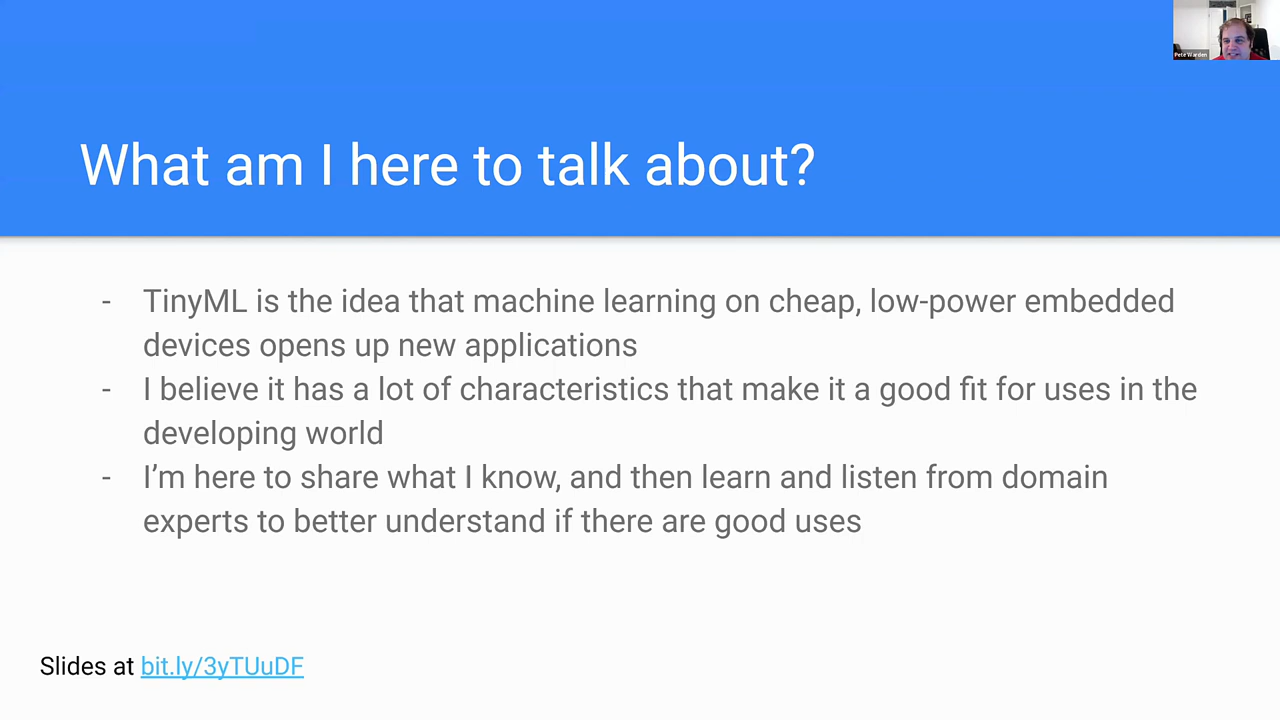 Pete Warden
What am I here to talk about?
- TinyML is the idea that machine learning on cheap, low-power embedded
devices opens up new applications
- I believe it has a lot of characteristics that make it a good fit for uses in the
developing world
- I’m here to share what I know, and then learn and listen from domain
experts to better understand if there are good uses
Slides at bit.ly/3yTUuDF